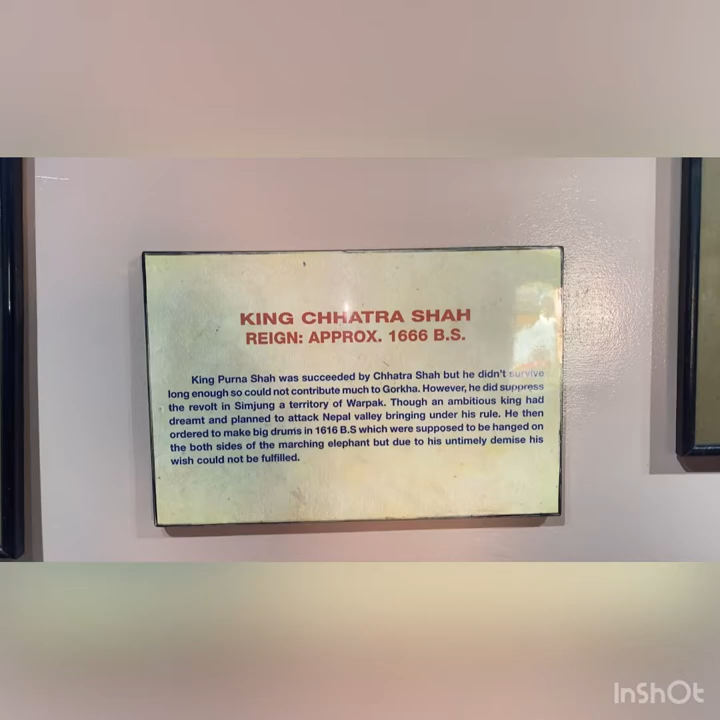 KING CHHATRA SHAH
REIGN: APPROX. 1666 B.S.
King Purna Shah was succeeded by Chhatra Shah but he didn't survive
long enough so could not contribute much to Gorkha. However, he did suppress
the revolt in Simjung a territory of Warpak. Though an ambitious king had
dreamt and planned to attack Nepal valley bringing under his rule. He then
ordered to make big drums in 1616 B.S which were supposed to be hanged on
the both sides of the marching elephant but due to his untimely demise his
wish could not be fulfilled.
InShOt